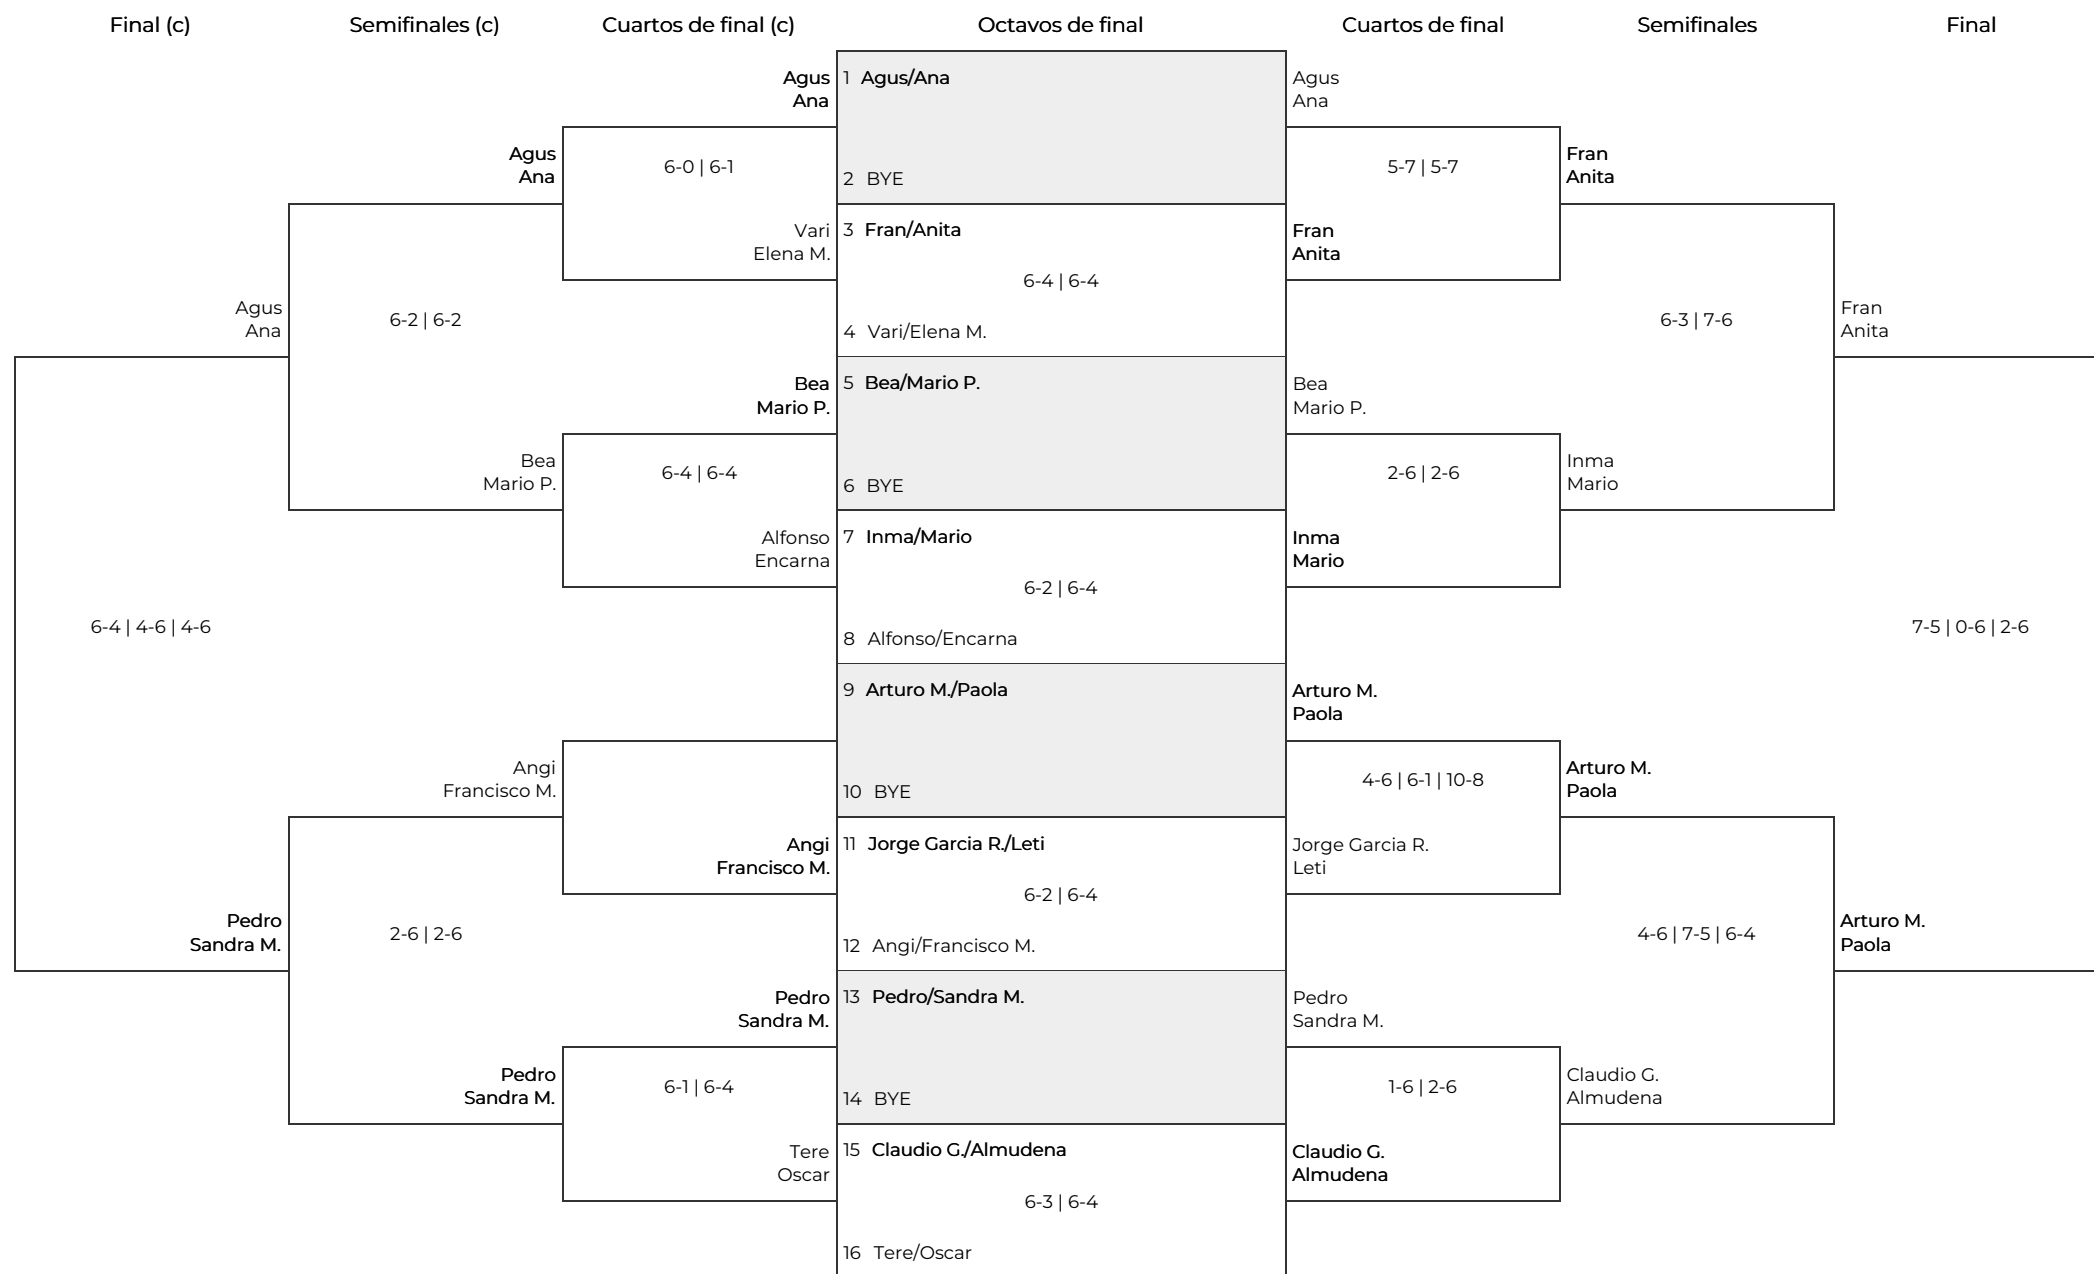 Final (c)
Semifinales (c)
Cuartos de final (c)
Octavos de final
Cuartos de final
Semifinales
Final
Agus
Ana
6-4 | 4-6 | 4-6
Pedro
Sandra M.
Agus
Ana
6-2 | 6-2
Bea
Mario P.
Angi
Francisco M.
2-6 | 2-6
Pedro
Sandra M.
Agus
Ana
6-0 | 6-1
Vari
Elena M.
Bea
Mario P.
6-4 | 6-4
Alfonso
Encarna
Angi
Francisco M.
Pedro
Sandra M.
6-1 | 6-4
Tere
Oscar
1 Agus/Ana
2 BYE
3 Fran/Anita
6-4 | 6-4
4 Vari/Elena M.
5 Bea/Mario P.
6 BYE
7 Inma/Mario
6-2 | 6-4
8 Alfonso/Encarna
9 Arturo M./Paola
10 BYE
11 Jorge Garcia R./Leti
6-2 | 6-4
12 Angi/Francisco M.
13 Pedro/Sandra M.
14 BYE
15 Claudio G./Almudena
6-3 | 6-4
16 Tere/Oscar
Agus
Ana
5-7 | 5-7
Fran
Anita
Bea
Mario P.
2-6 | 2-6
Inma
Mario
Arturo M.
Paola
4-6 | 6-1 | 10-8
Jorge Garcia R.
Leti
Pedro
Sandra M.
1-6 | 2-6
Claudio G.
Almudena
Fran
Anita
6-3 | 7-6
Inma
Mario
Arturo M.
Paola
4-6 | 7-5 | 6-4
Claudio G.
Almudena
Fran
Anita
7-5 | 0-6 | 2-6
Arturo M.
Paola